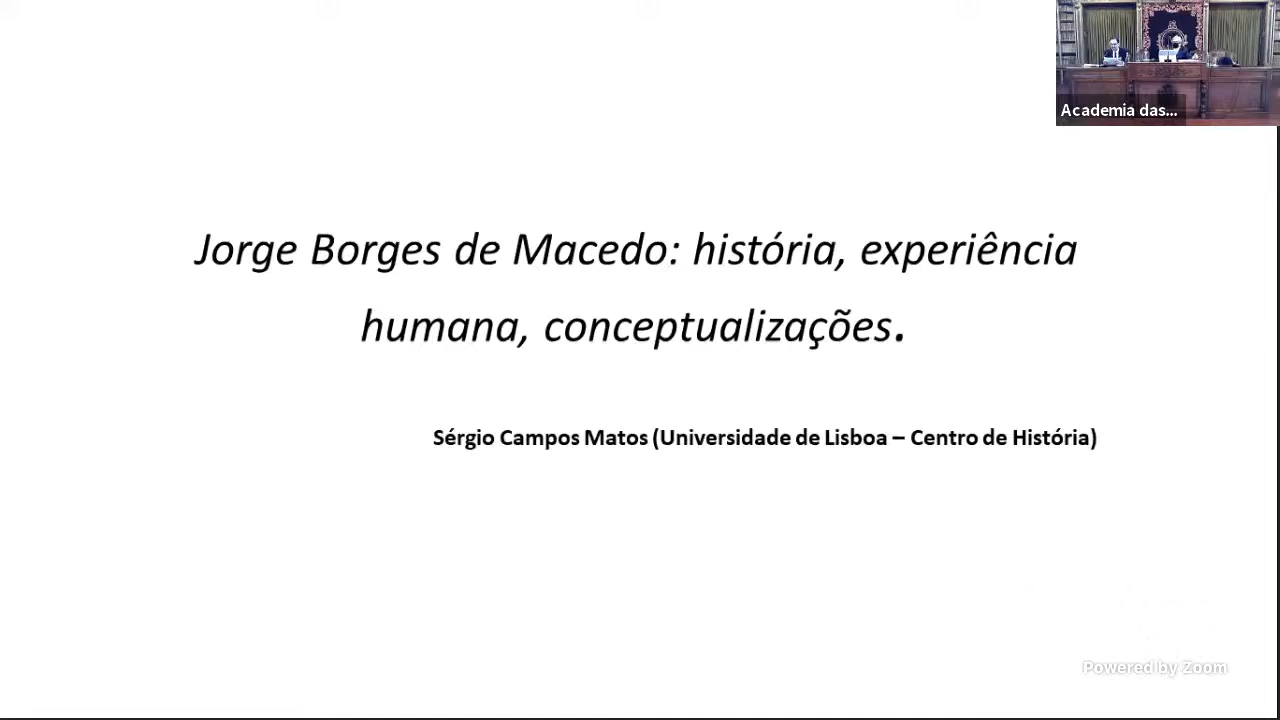 Academia das...
Jorge Borges de Macedo: história, experiência
humana, conceptualizações.
Sérgio Campos Matos (Universidade de Lisboa – Centro de História)
Powered by Zoom